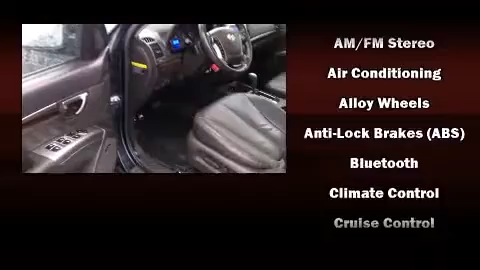 AM/FM Stereo
Air Conditioning
Alloy Wheels
Anti-Lock Brakes (ABS)
Bluetooth
Climate Control
Cruise Control